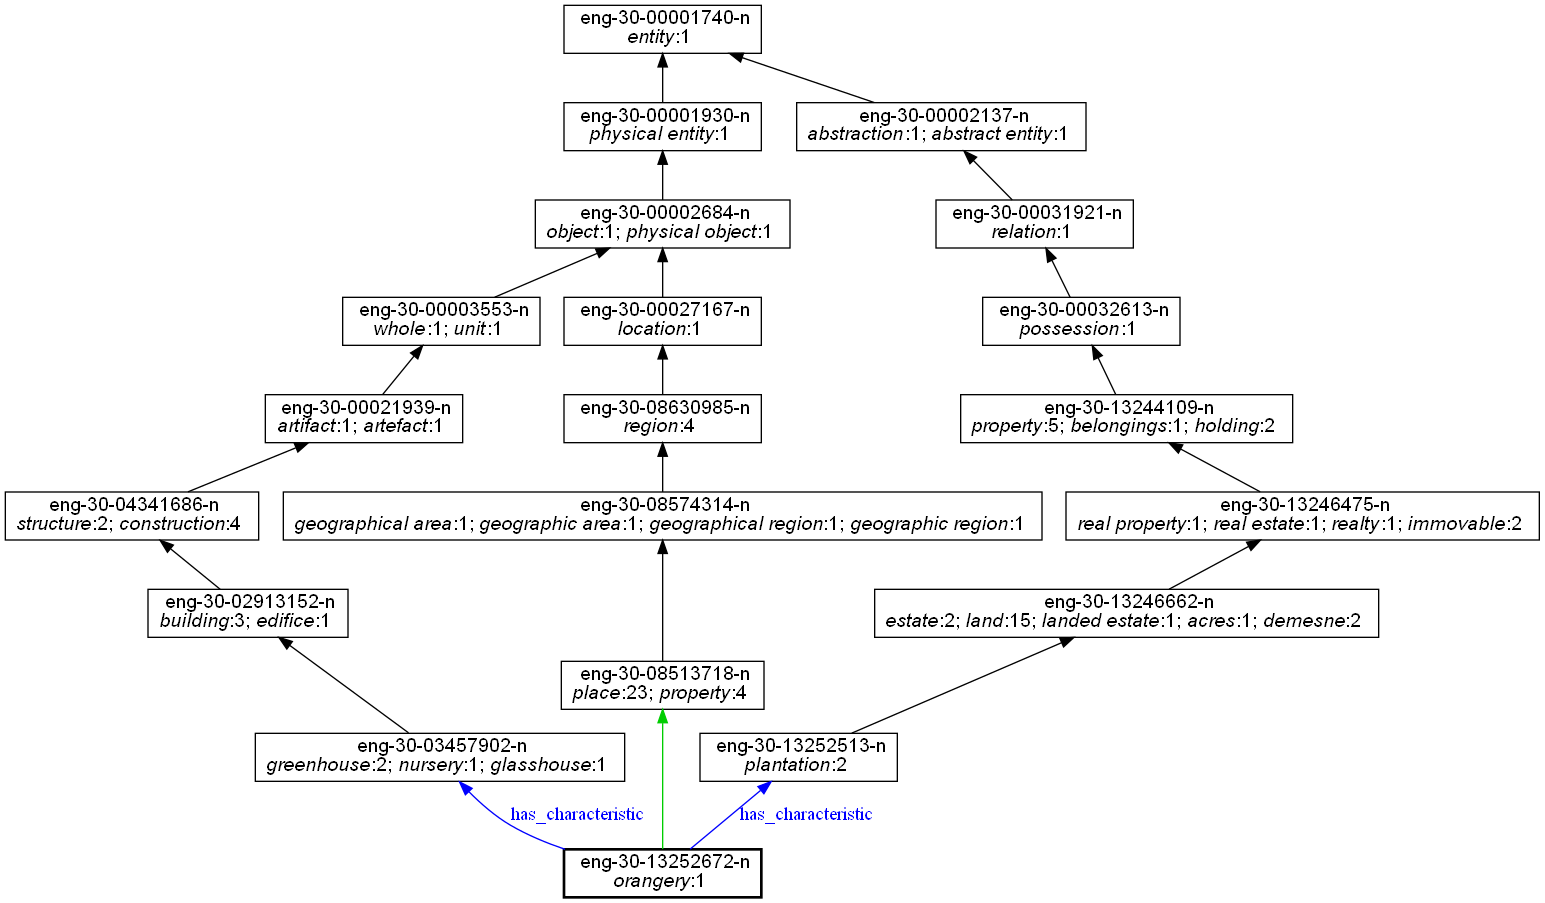 eng-30-00001740-n
entity:1
eng-30-00001930-n
physical entity:1
eng-30-00002137-n
abstraction:1; abstract entity:1
eng-30-00002684-n
object:1; physical object:1
eng-30-00031921-n
relation:1
eng-30-00003553-n
whole:1; unit:1
eng-30-00027167-n
location:1
eng-30-00032613-n
possession:1
eng-30-00021939-n
artifact:1; artefact:1
eng-30-08630985-n
region:4
eng-30-13244109-n
property:5; belongings:1; holding:2
eng-30-04341686-n
structure:2; construction:4
eng-30-08574314-n
geographical area:1; geographic area:1; geographical region:1; geographic region:1
eng-30-13246475-n
real property:1; real estate:1; realty:1; immovable:2
eng-30-02913152-n
building:3; edifice:1
eng-30-13246662-n
estate:2; land:15; landed estate:1; acres:1; demesne:2
eng-30-08513718-n
place:23; property:4
eng-30-03457902-n
greenhouse:2; nursery:1; glasshouse:1
eng-30-13252513-n
plantation:2
has_characteristic
has_characteristic
eng-30-13252672-n
orangery:1